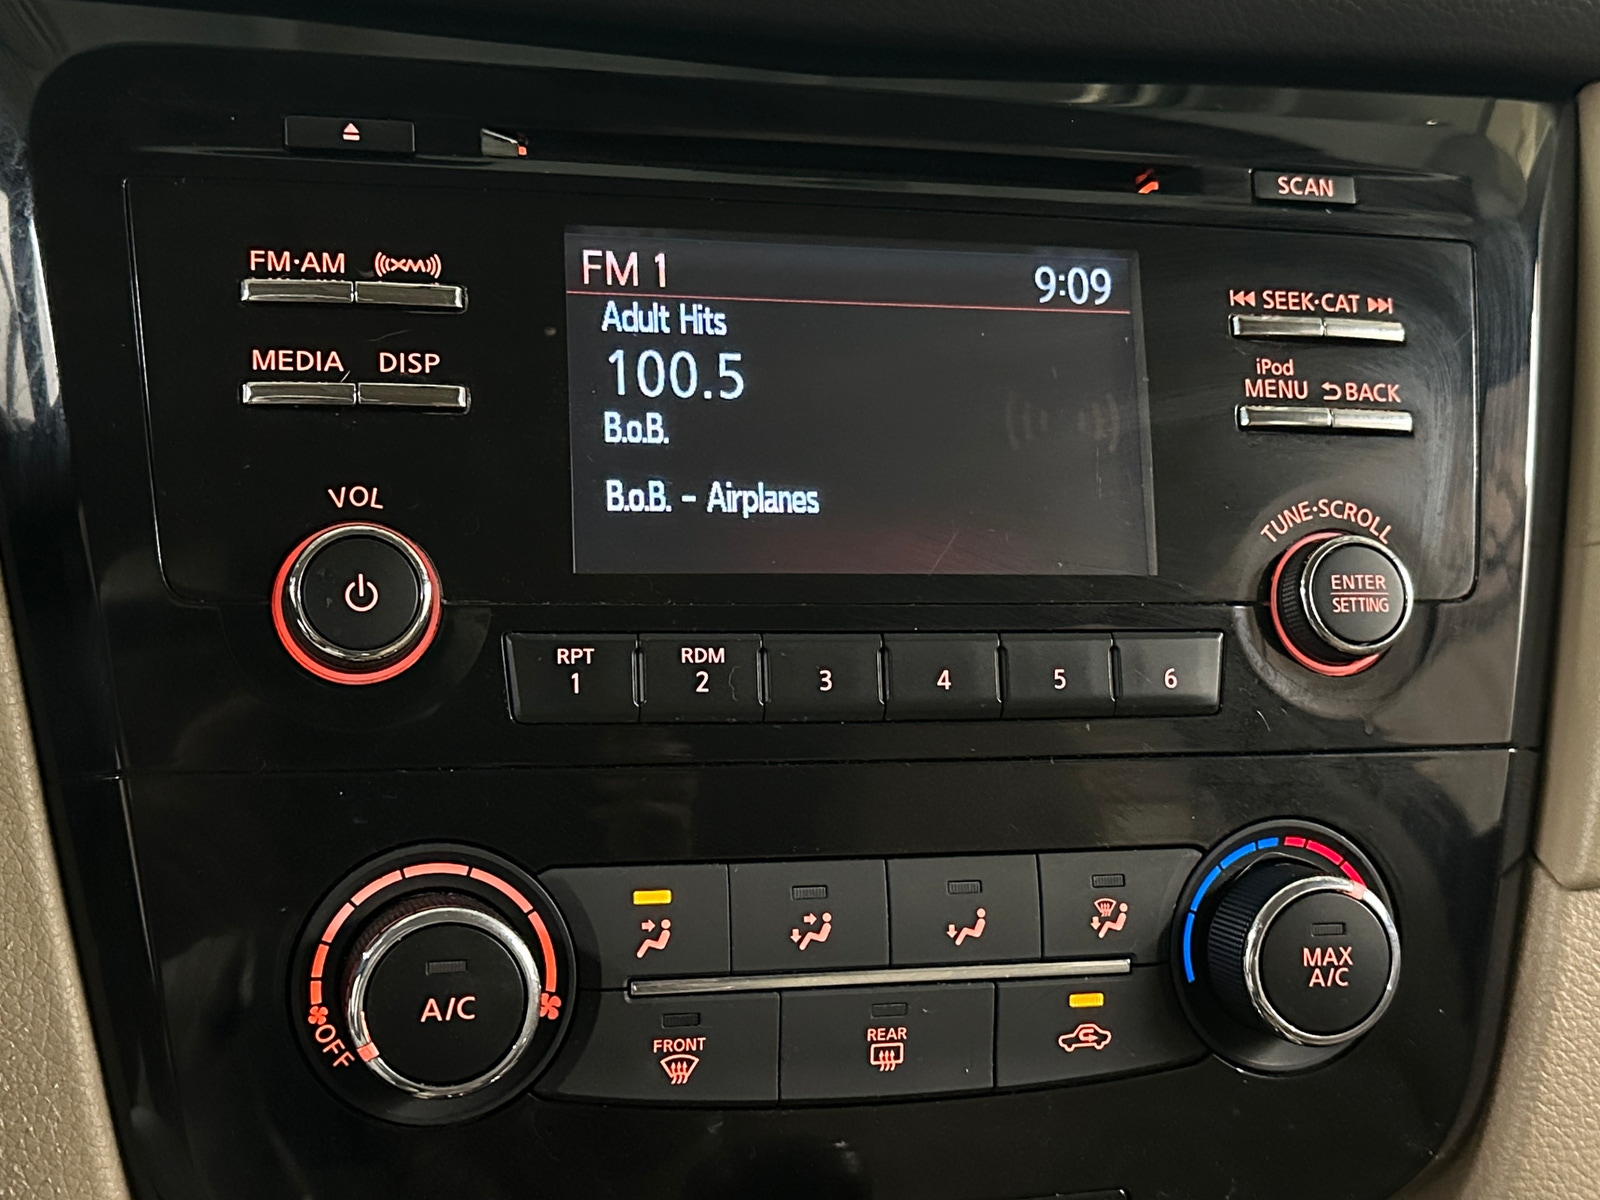 SCAN
FM·AM
XM
MEDIA
DISP
VOL
FM 1
9:09
Adult Hits
100.5
B.o.B.
B.o.B. - Airplanes
SEEK·CAT
iPod
MENU
BACK
TUNE·SCROLL
ENTER
SETTING
RPT
1
RDM
2
3
4
5
6
A/C
OFF
FRONT
REAR
MAX
A/C